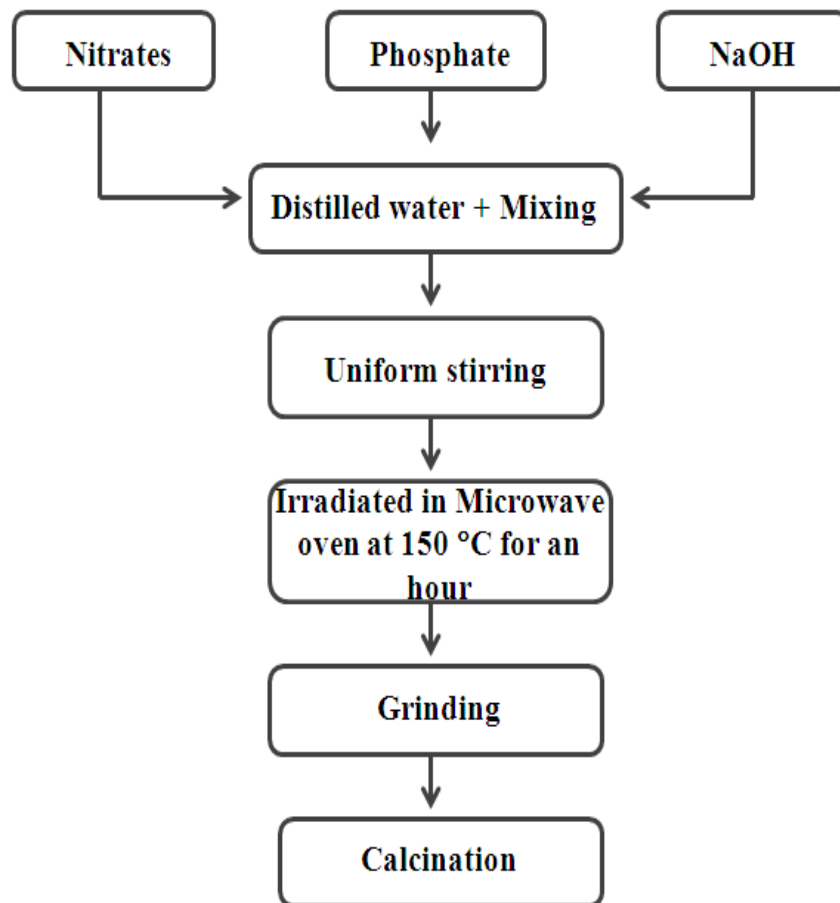 Nitrates
Phosphate
NaOH
Distilled water + Mixing
Uniform stirring
Irradiated in Microwave
oven at 150 °C for an
hour
Grinding
Calcination